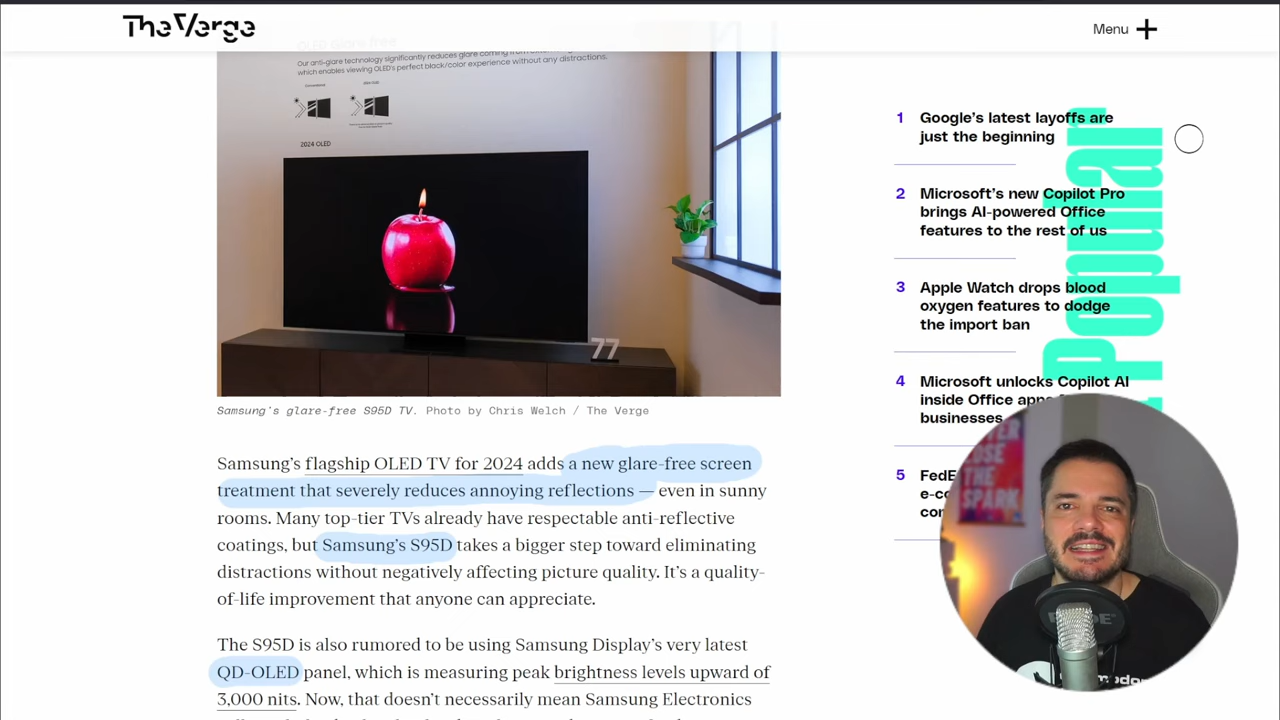 The Verge
Menu
OLED Glare free
Our anti-glare technology significantly reduces glare coming from
which enables viewing OLED's perfect black/color experience without any distractions.
2024 OLED
77
Samsung's glare-free S95D TV. Photo by Chris Welch / The Verge
Samsung's flagship OLED TV for 2024 adds a new glare-free screen
treatment that severely reduces annoying reflections — even in sunny
rooms. Many top-tier TVs already have respectable anti-reflective
coatings, but Samsung's S95D takes a bigger step toward eliminating
distractions without negatively affecting picture quality. It's a quality-
of-life improvement that anyone can appreciate.
The S95D is also rumored to be using Samsung Display's very latest
QD-OLED panel, which is measuring peak brightness levels upward of
3,000 nits. Now, that doesn't necessarily mean Samsung Electronics
Popular
1 Google's latest layoffs are
just the beginning
2 Microsoft's new Copilot Pro
brings AI-powered Office
features to the rest of us
3 Apple Watch drops blood
oxygen features to dodge
the import ban
4 Microsoft unlocks Copilot AI
inside Office apps
businesses
5 FedE
e-co
LOSE
THE
SPARK